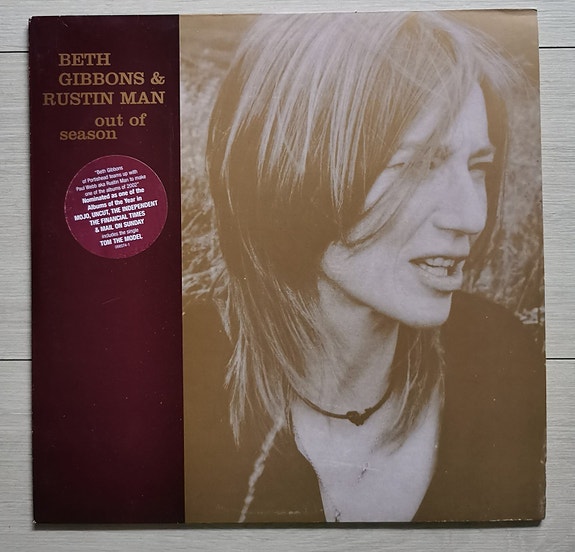 BETH
GIBBONS &
RUSTIN MAN
out of
season
"Beth Gibbons
of Portishead teams up with
Paul Webb aka Rustin Man to make
one of the albums of 2002"
Nominated as one of the
Albums of the Year in
MOJO, UNCUT, THE INDEPENDENT
THE FINANCIAL TIMES
& MAIL ON SUNDAY
includes the single
TOM THE MODEL